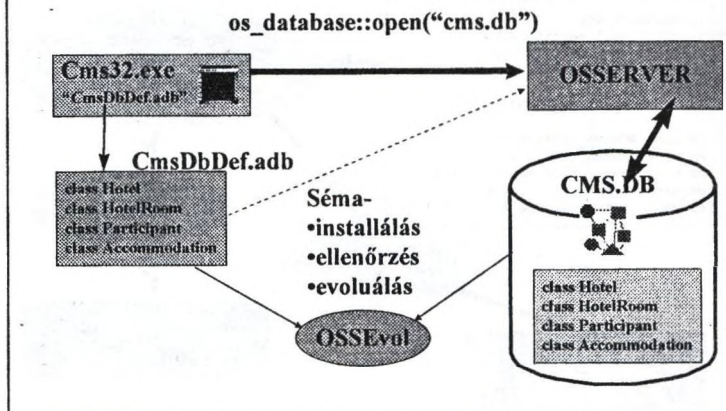 os_database::open(“cms.db”)
Cms32.exe
“CmsDbDef.adb”
OSSERVER
CmsDbDef.adb
class Hotel
class HotelRoom
class Participant
class Accommodation
Séma-
•installálás
•ellenőrzés
•evoluálás
OSSEvol
CMS.DB
class Hotel
class HotelRoom
class Participant
class Accommodation